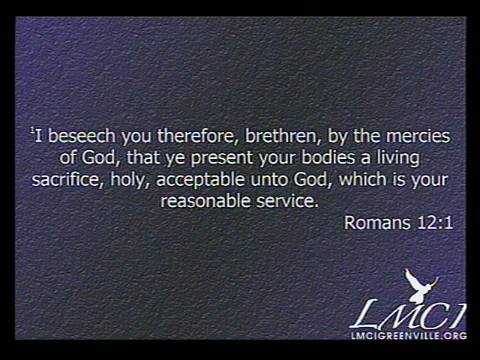 ¹I beseech you therefore, brethren, by the mercies
of God, that ye present your bodies a living
sacrifice, holy, acceptable unto God, which is your
reasonable service.
Romans 12:1
LMCI
LMCIGREENVILLE.ORG